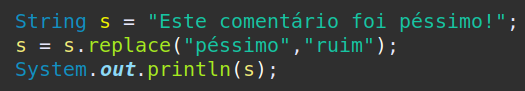 String s = "Este comentário foi péssimo!";
s = s.replace("péssimo","ruim");
System.out.println(s);